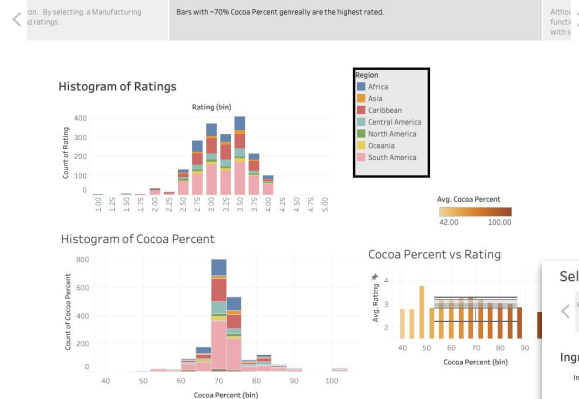 on. By selecting a Manufacturing
d ratings.
Bars with ~70% Cocoa Percent genreally are the highest rated.
Althou
functi
with s
Histogram of Ratings
Rating (bin)
Count of Rating
400
300
200
100
0
1.00 1.25 1.50 1.75 2.00 2.25 2.50 2.75 3.00 3.25 3.50 3.75 4.00 4.25 4.50 4.75 5.00
Region
Africa
Asia
Caribbean
Central America
North America
Oceania
South America
Avg. Cocoa Percent
42.00 100.00
Histogram of Cocoa Percent
Count of Cocoa Percent
800
600
400
200
0
40 50 60 70 80 90 100
Cocoa Percent (bin)
Cocoa Percent vs Rating
Avg. Rating
4
3
2
40 50 60 70 80 90
Cocoa Percent (bin)
Sel
Ingr
In